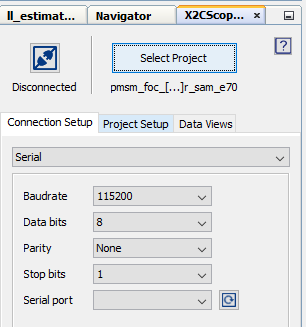 ll_estimat...
Navigator
X2CScop... ×
Select Project
Disconnected
pmsm_foc_[...]r_sam_e70
Connection Setup
Project Setup
Data Views
Serial
Baudrate
115200
Data bits
8
Parity
None
Stop bits
1
Serial port